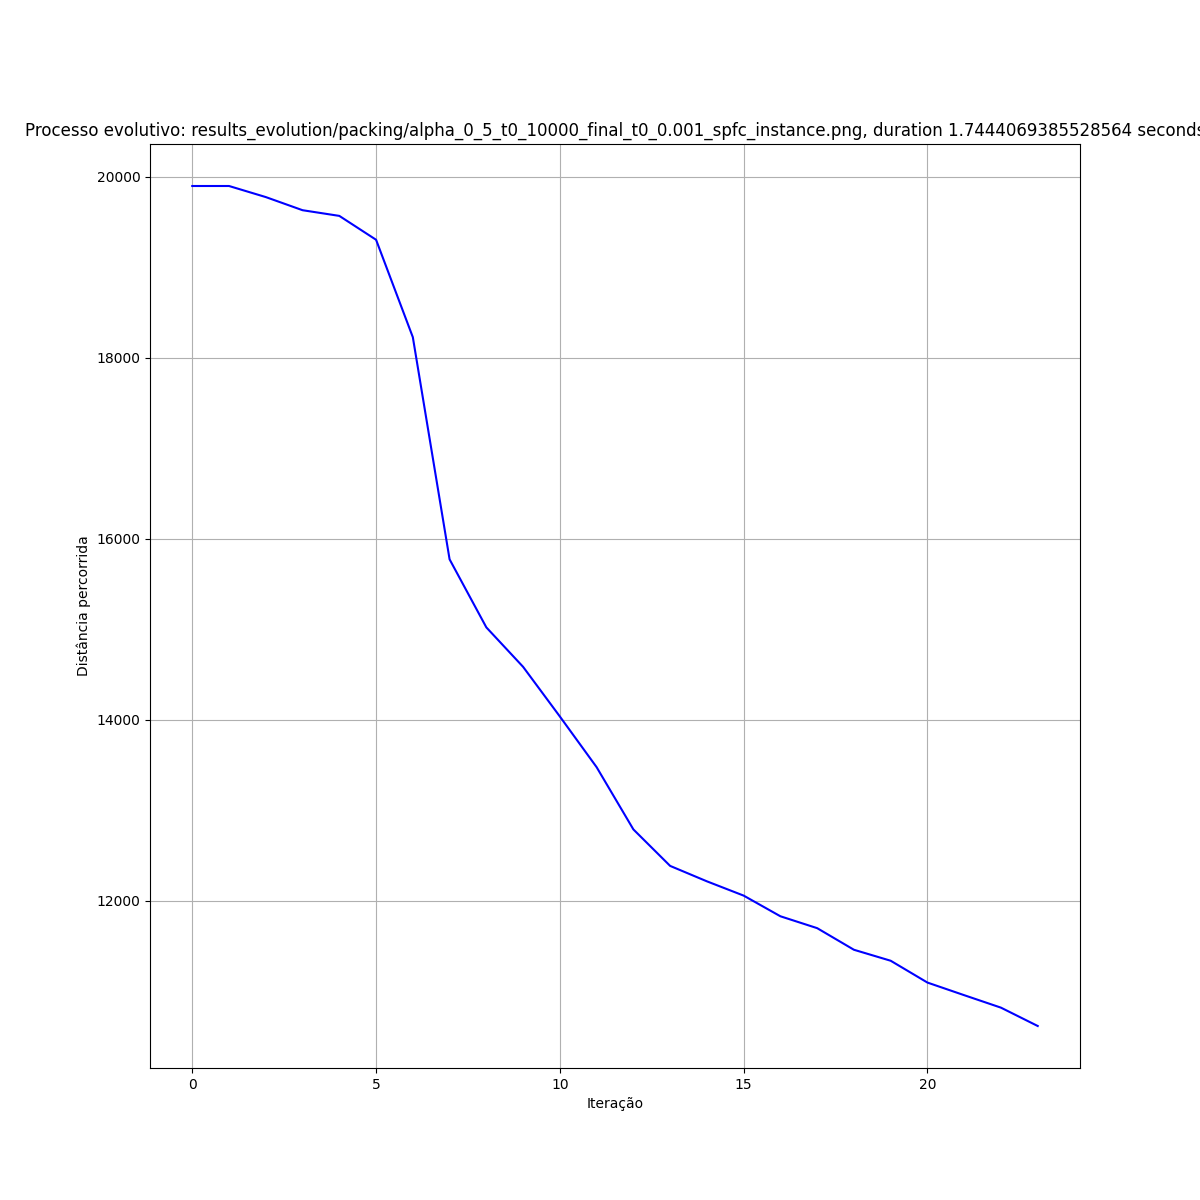 Processo evolutivo: results_evolution/packing/alpha_0_5_t0_10000_final_t0_0.001_spfc_instance.png, duration 1.7444069385528564 seconds
20000
18000
16000
14000
12000
Distância percorrida
0 5 10 15 20
Iteração